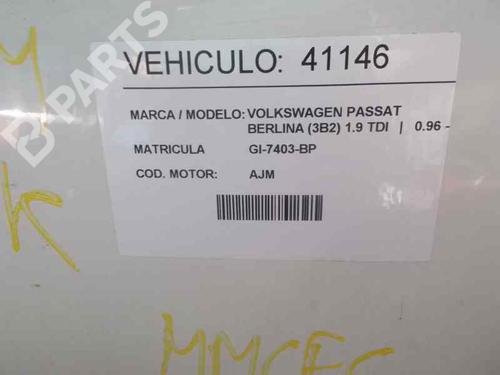 B-PARTS
VEHICULO: 41146
MARCA / MODELO: VOLKSWAGEN PASSAT
BERLINA (3B2) 1.9 TDI | 0.96 -
MATRICULA GI-7403-BP
COD. MOTOR: AJM